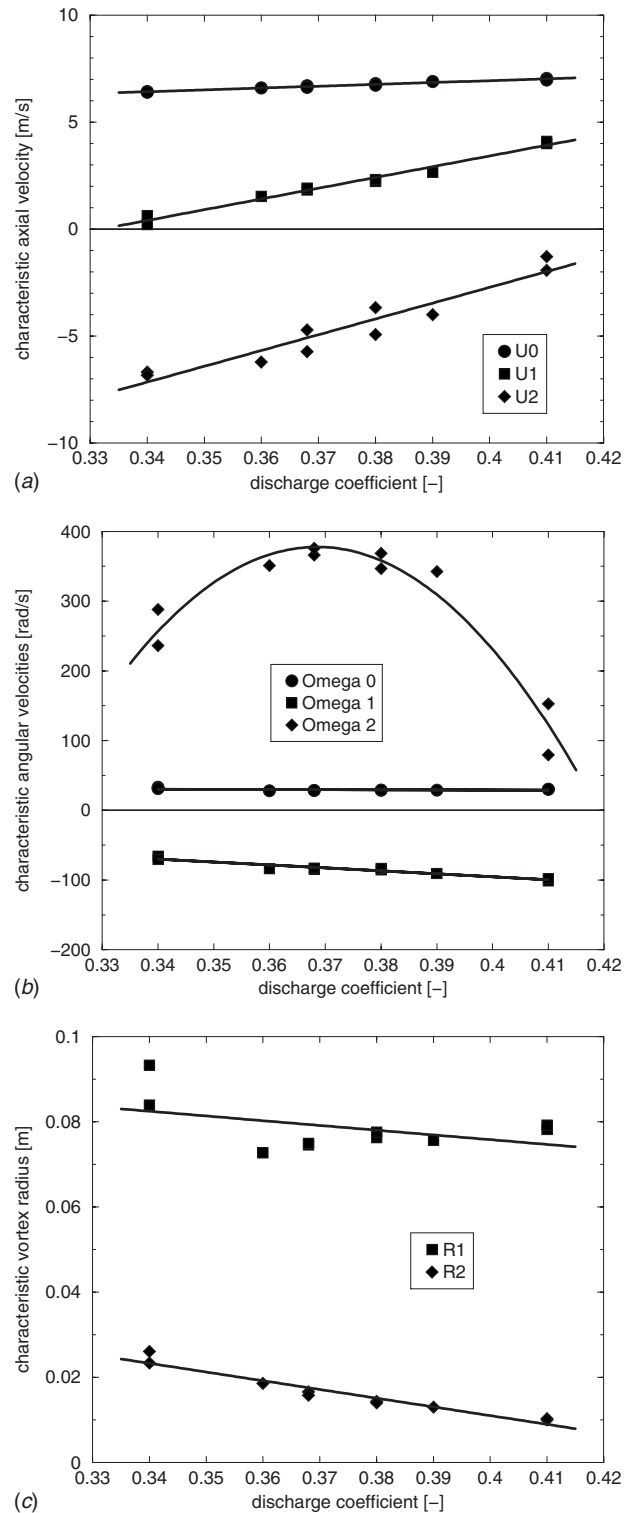 characteristic axial velocity [m/s]
10
5
0
−5
−10
U0
U1
U2
0.33 0.34 0.35 0.36 0.37 0.38 0.39 0.4 0.41 0.42
(a)
discharge coefficient [−]
characteristic angular velocities [rad/s]
400
300
200
100
0
−100
−200
Omega 0
Omega 1
Omega 2
0.33 0.34 0.35 0.36 0.37 0.38 0.39 0.4 0.41 0.42
(b)
discharge coefficient [−]
characteristic vortex radius [m]
0.1
0.08
0.06
0.04
0.02
0
R1
R2
0.33 0.34 0.35 0.36 0.37 0.38 0.39 0.4 0.41 0.42
(c)
discharge coefficient [−]